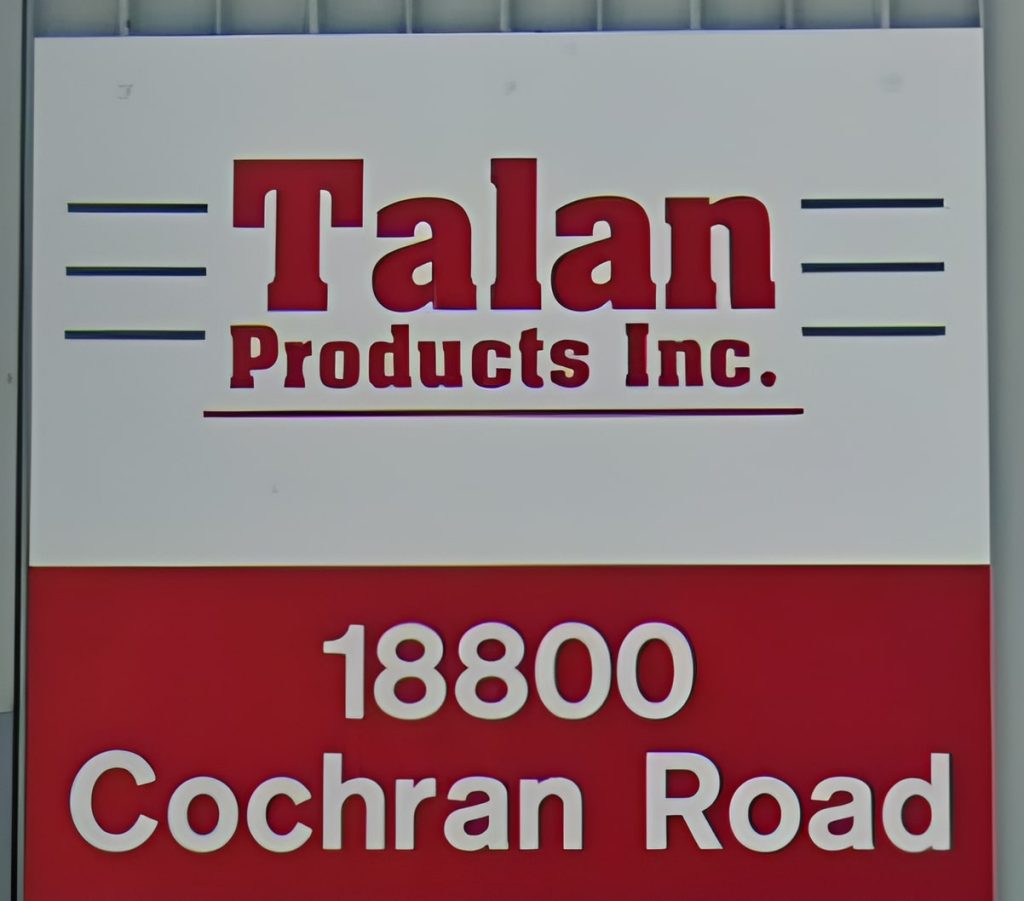 Talan
Products Inc.
18800
Cochran Road